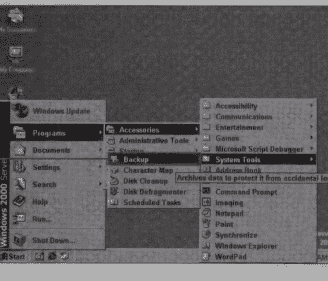 Windows Update
Programs
Documents
Settings
Search
Help
Run...
Shut Down...
Windows 2000 Server
Start
Accessories
Administrative Tools
Startup
Backup
Character Map
Disk Cleanup
Disk Defragmenter
Scheduled Tasks
Accessibility
Communications
Entertainment
Games
Microsoft Script Debugger
System Tools
Address Book
Archives data to protect it from accidental
Command Prompt
Imaging
Notepad
Paint
Synchronize
Windows Explorer
WordPad